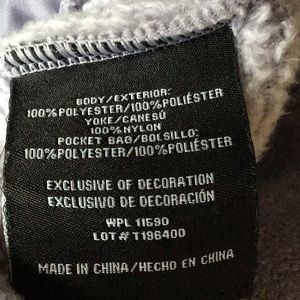 BODY/EXTERIOR:
100%POLYESTER/100%POLIÉSTER
YOKE/CANESÚ
100%NYLON
POCKET BAG/BOLSILLO:
100%POLYESTER/100%POLIÉSTER
EXCLUSIVE OF DECORATION
EXCLUSIVO DE DECORACIÓN
WPL 11590
LOT# T196400
MADE IN CHINA/HECHO EN CHINA